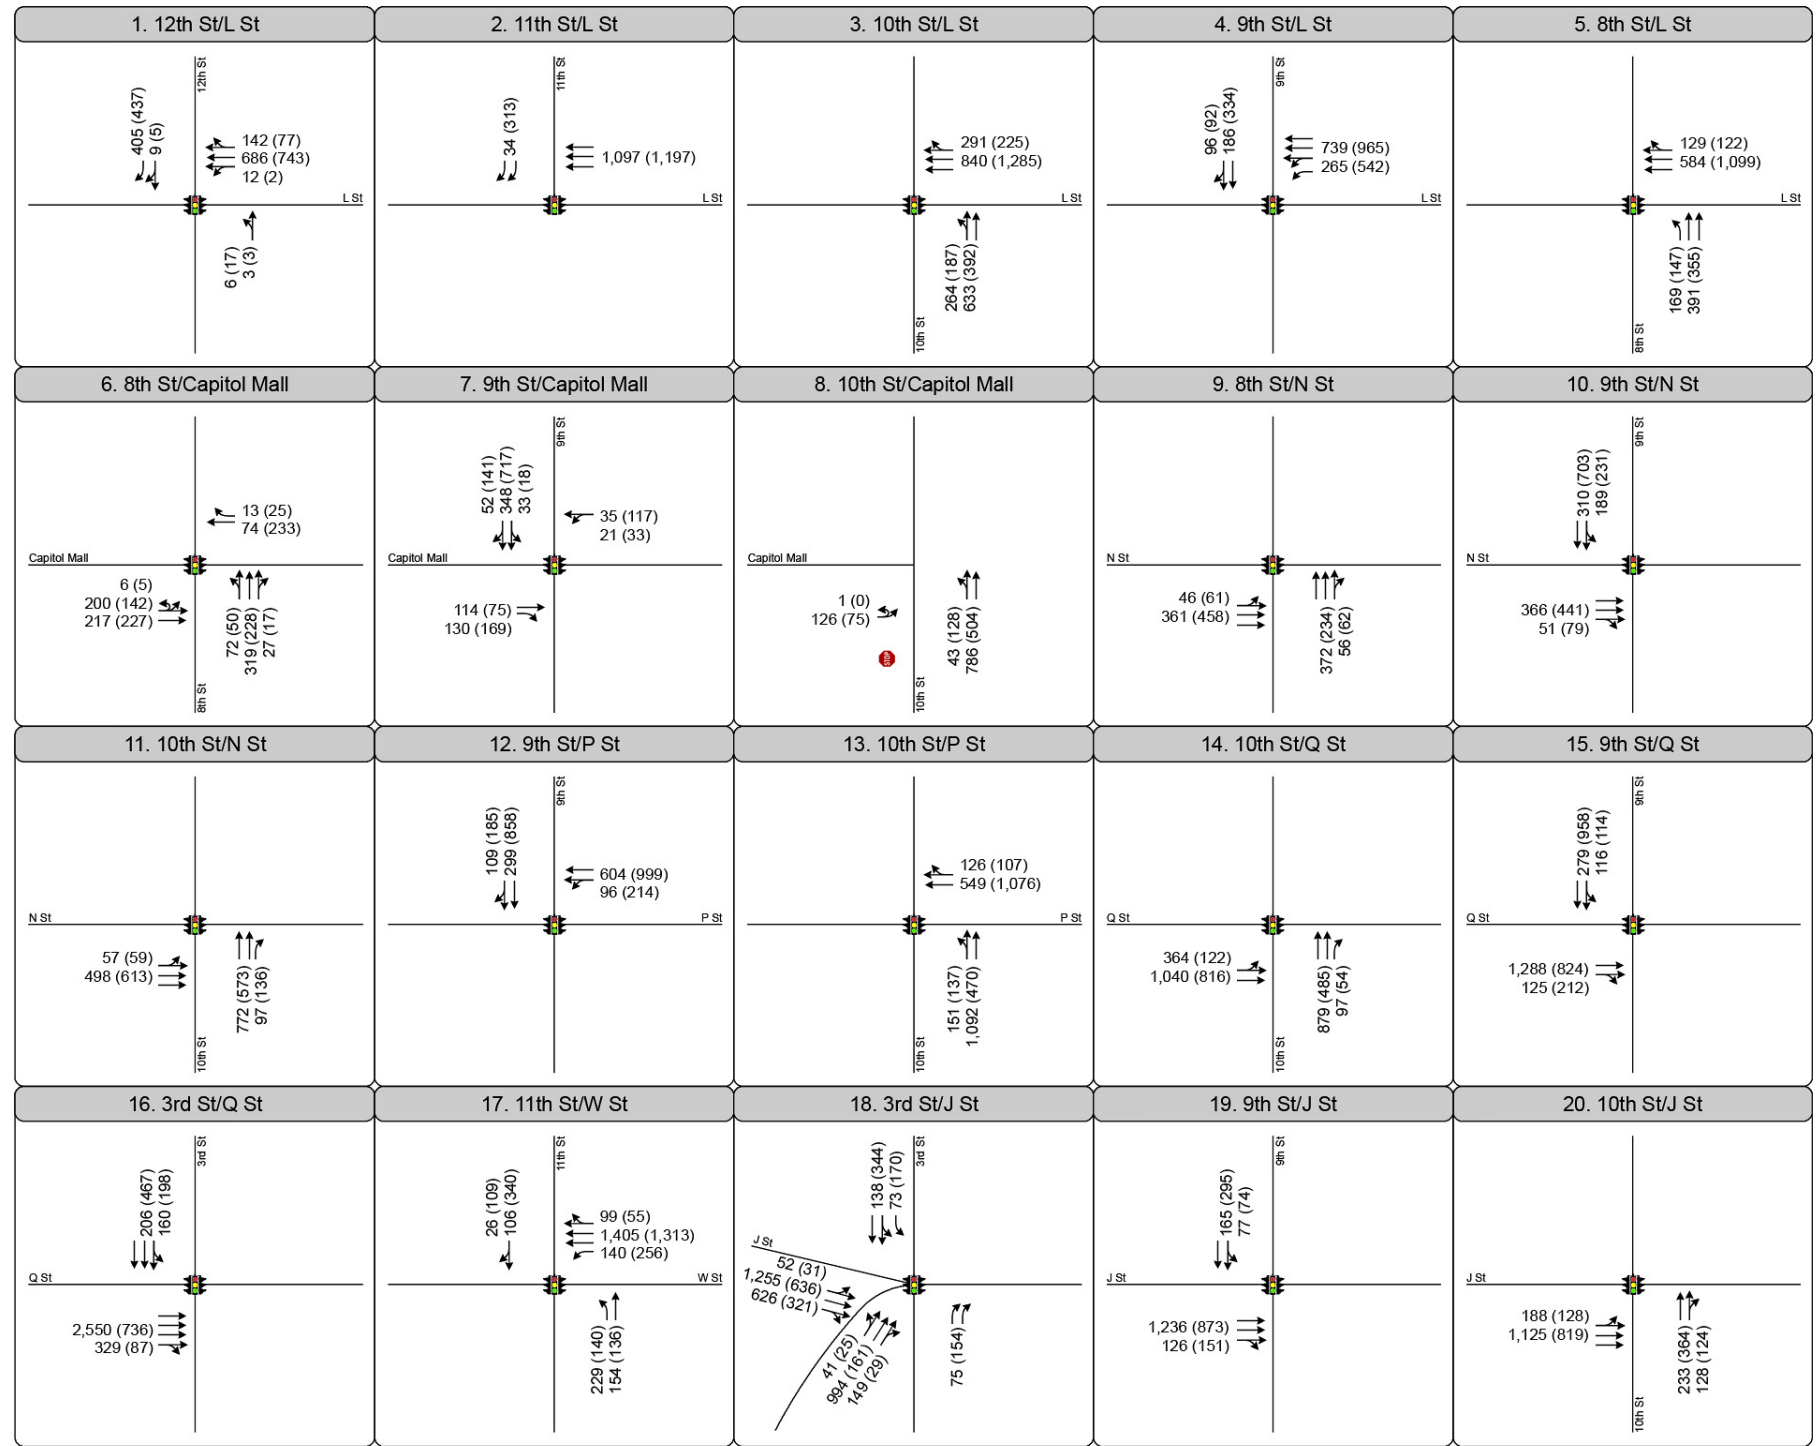 1. 12th St/L St
12th St
405 (437)
9 (5)
142 (77)
686 (743)
12 (2)
L St
6 (17)
3 (3)
2. 11th St/L St
11th St
34 (313)
1,097 (1,197)
L St
3. 10th St/L St
291 (225)
840 (1,285)
L St
264 (187)
633 (392)
10th St
4. 9th St/L St
9th St
96 (92)
186 (334)
739 (965)
265 (542)
L St
5. 8th St/L St
129 (122)
584 (1,099)
L St
169 (147)
391 (355)
8th St
6. 8th St/Capitol Mall
13 (25)
74 (233)
Capitol Mall
6 (5)
200 (142)
217 (227)
72 (50)
319 (228)
27 (17)
8th St
7. 9th St/Capitol Mall
9th St
52 (141)
348 (717)
33 (18)
35 (117)
21 (33)
Capitol Mall
114 (75)
130 (169)
8. 10th St/Capitol Mall
Capitol Mall
1 (0)
126 (75)
STOP
43 (128)
786 (504)
10th St
9. 8th St/N St
N St
46 (61)
361 (458)
372 (234)
56 (62)
10. 9th St/N St
9th St
310 (703)
189 (231)
N St
366 (441)
51 (79)
11. 10th St/N St
N St
57 (59)
498 (613)
772 (573)
97 (136)
10th St
12. 9th St/P St
9th St
109 (185)
299 (858)
604 (999)
96 (214)
P St
13. 10th St/P St
126 (107)
549 (1,076)
P St
151 (137)
1,092 (470)
10th St
14. 10th St/Q St
Q St
364 (122)
1,040 (816)
879 (485)
97 (54)
10th St
15. 9th St/Q St
9th St
279 (958)
116 (114)
Q St
1,288 (824)
125 (212)
16. 3rd St/Q St
3rd St
206 (467)
160 (198)
Q St
2,550 (736)
329 (87)
17. 11th St/W St
11th St
26 (109)
106 (340)
99 (55)
1,405 (1,313)
140 (256)
W St
229 (140)
154 (136)
18. 3rd St/J St
3rd St
138 (344)
73 (170)
J St
52 (31)
1,255 (636)
626 (321)
41 (25)
994 (161)
149 (29)
75 (154)
19. 9th St/J St
9th St
165 (295)
77 (74)
J St
1,236 (873)
126 (151)
20. 10th St/J St
J St
188 (128)
1,125 (819)
233 (364)
128 (124)
10th St